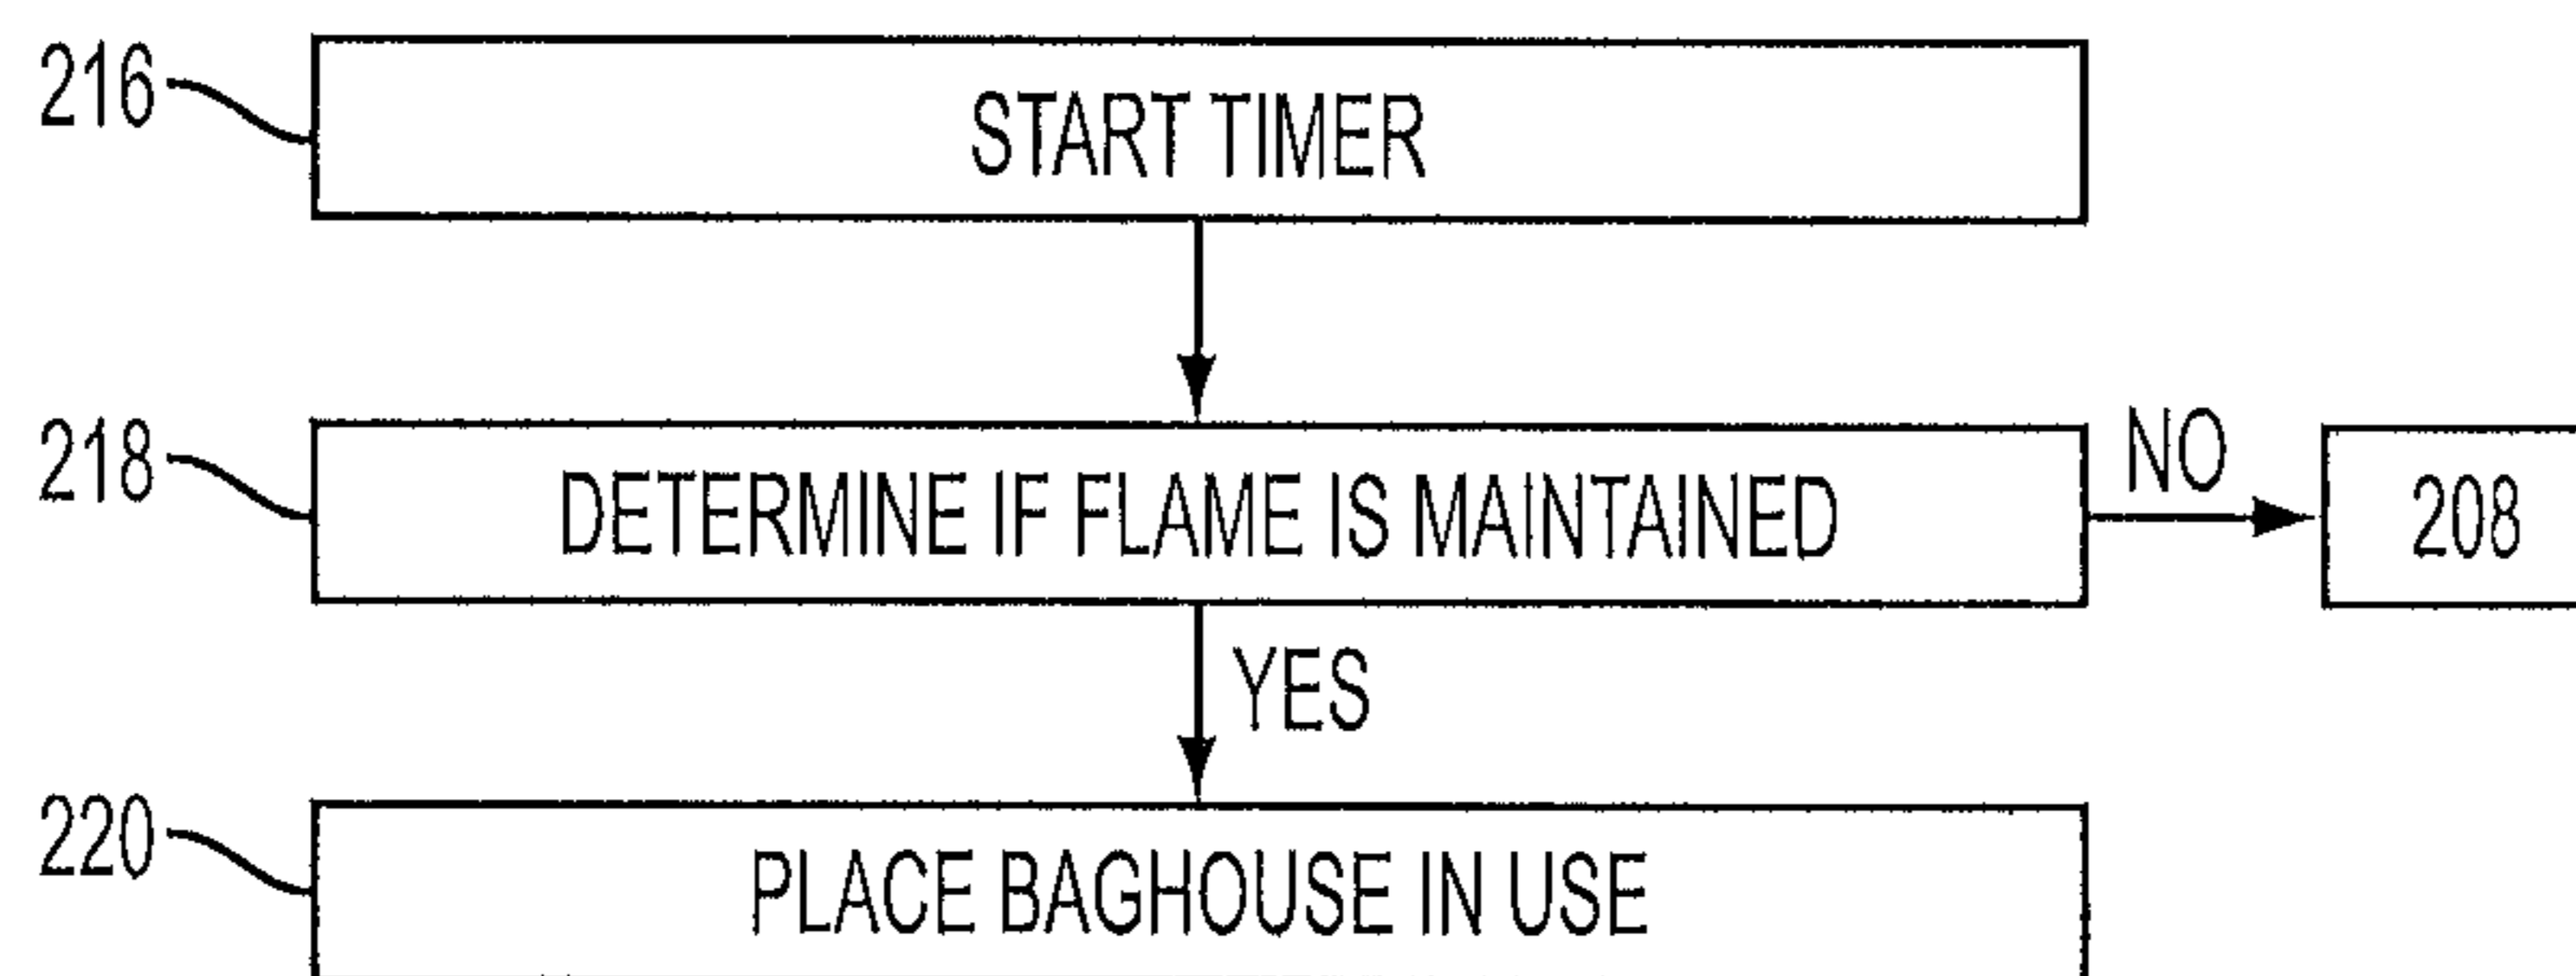 216
START TIMER
218
DETERMINE IF FLAME IS MAINTAINED
NO
208
YES
220
PLACE BAGHOUSE IN USE